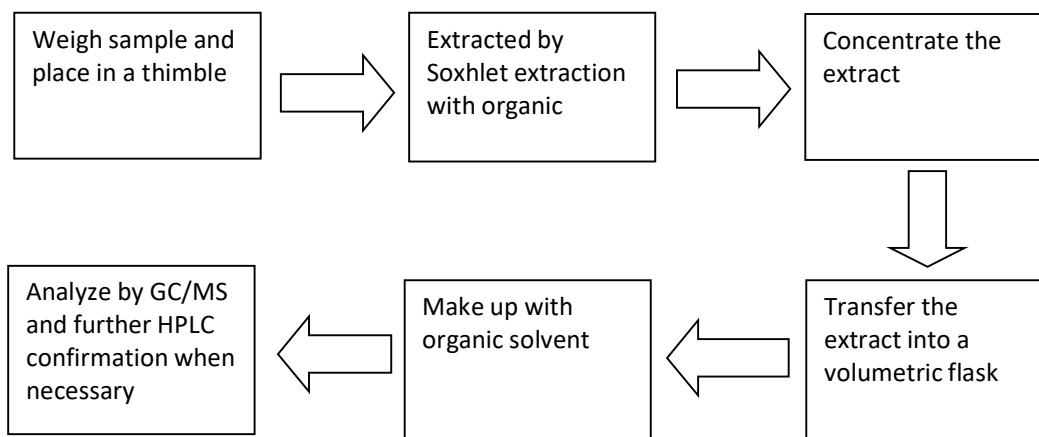 Weigh sample and
place in a thimble
Extracted by
Soxhlet extraction
with organic
Concentrate the
extract
Transfer the
extract into a
volumetric flask
Make up with
organic solvent
Analyze by GC/MS
and further HPLC
confirmation when
necessary